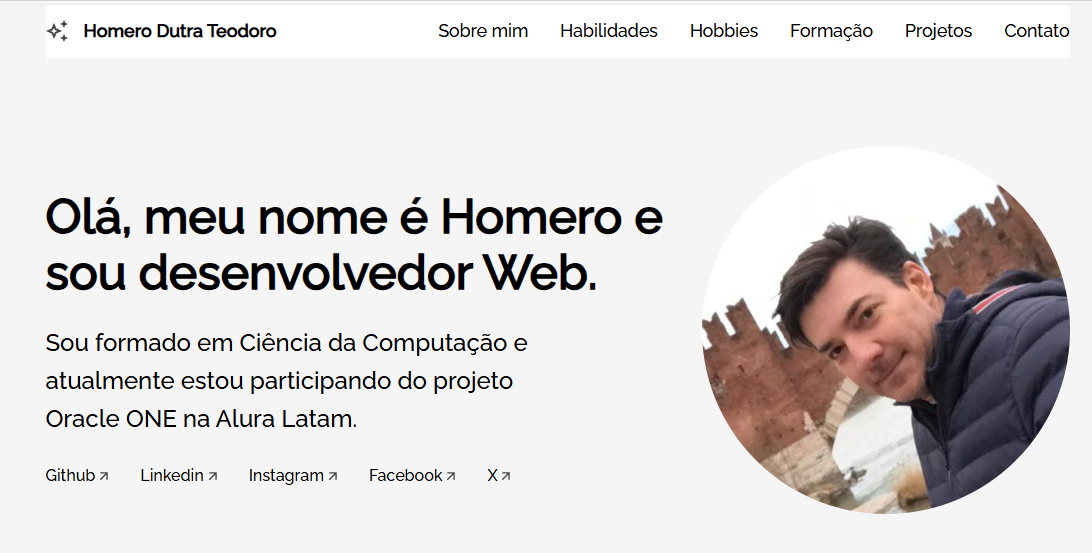 Homero Dutra Teodoro Sobre mim Habilidades Hobbies Formação Projetos Contato
Olá, meu nome é Homero e
sou desenvolvedor Web.
Sou formado em Ciência da Computação e
atualmente estou participando do projeto
Oracle ONE na Alura Latam.
Github Linkedin Instagram Facebook X